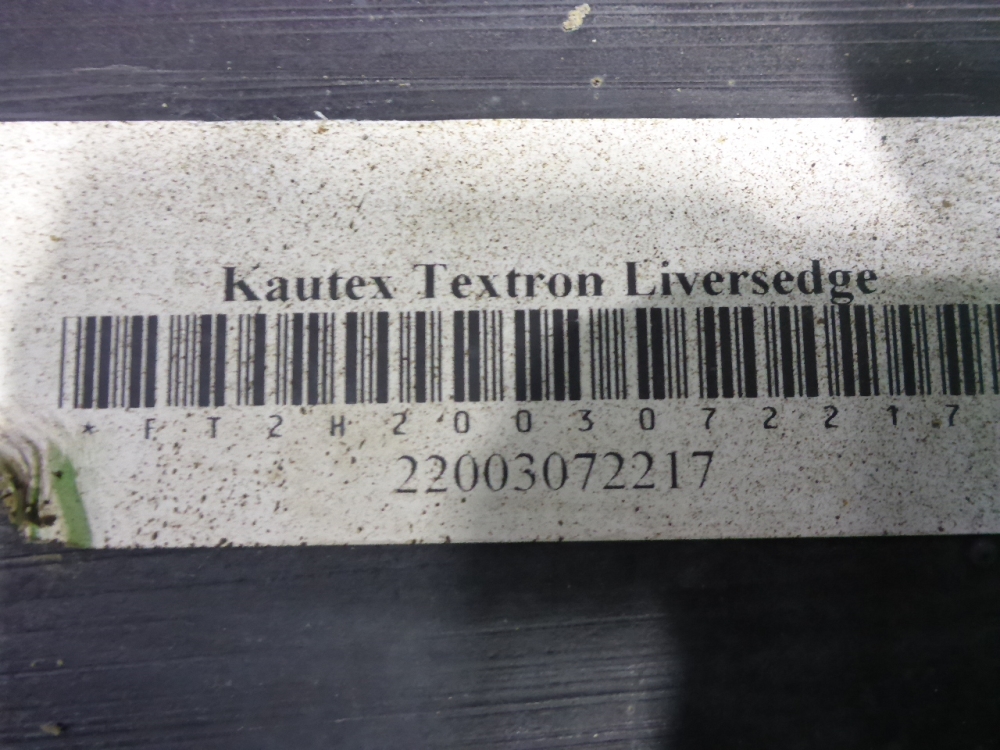 Kautex Textron Liversedge
* F T 2 H 2 0 0 3 0 7 2 2 1 7
22003072217